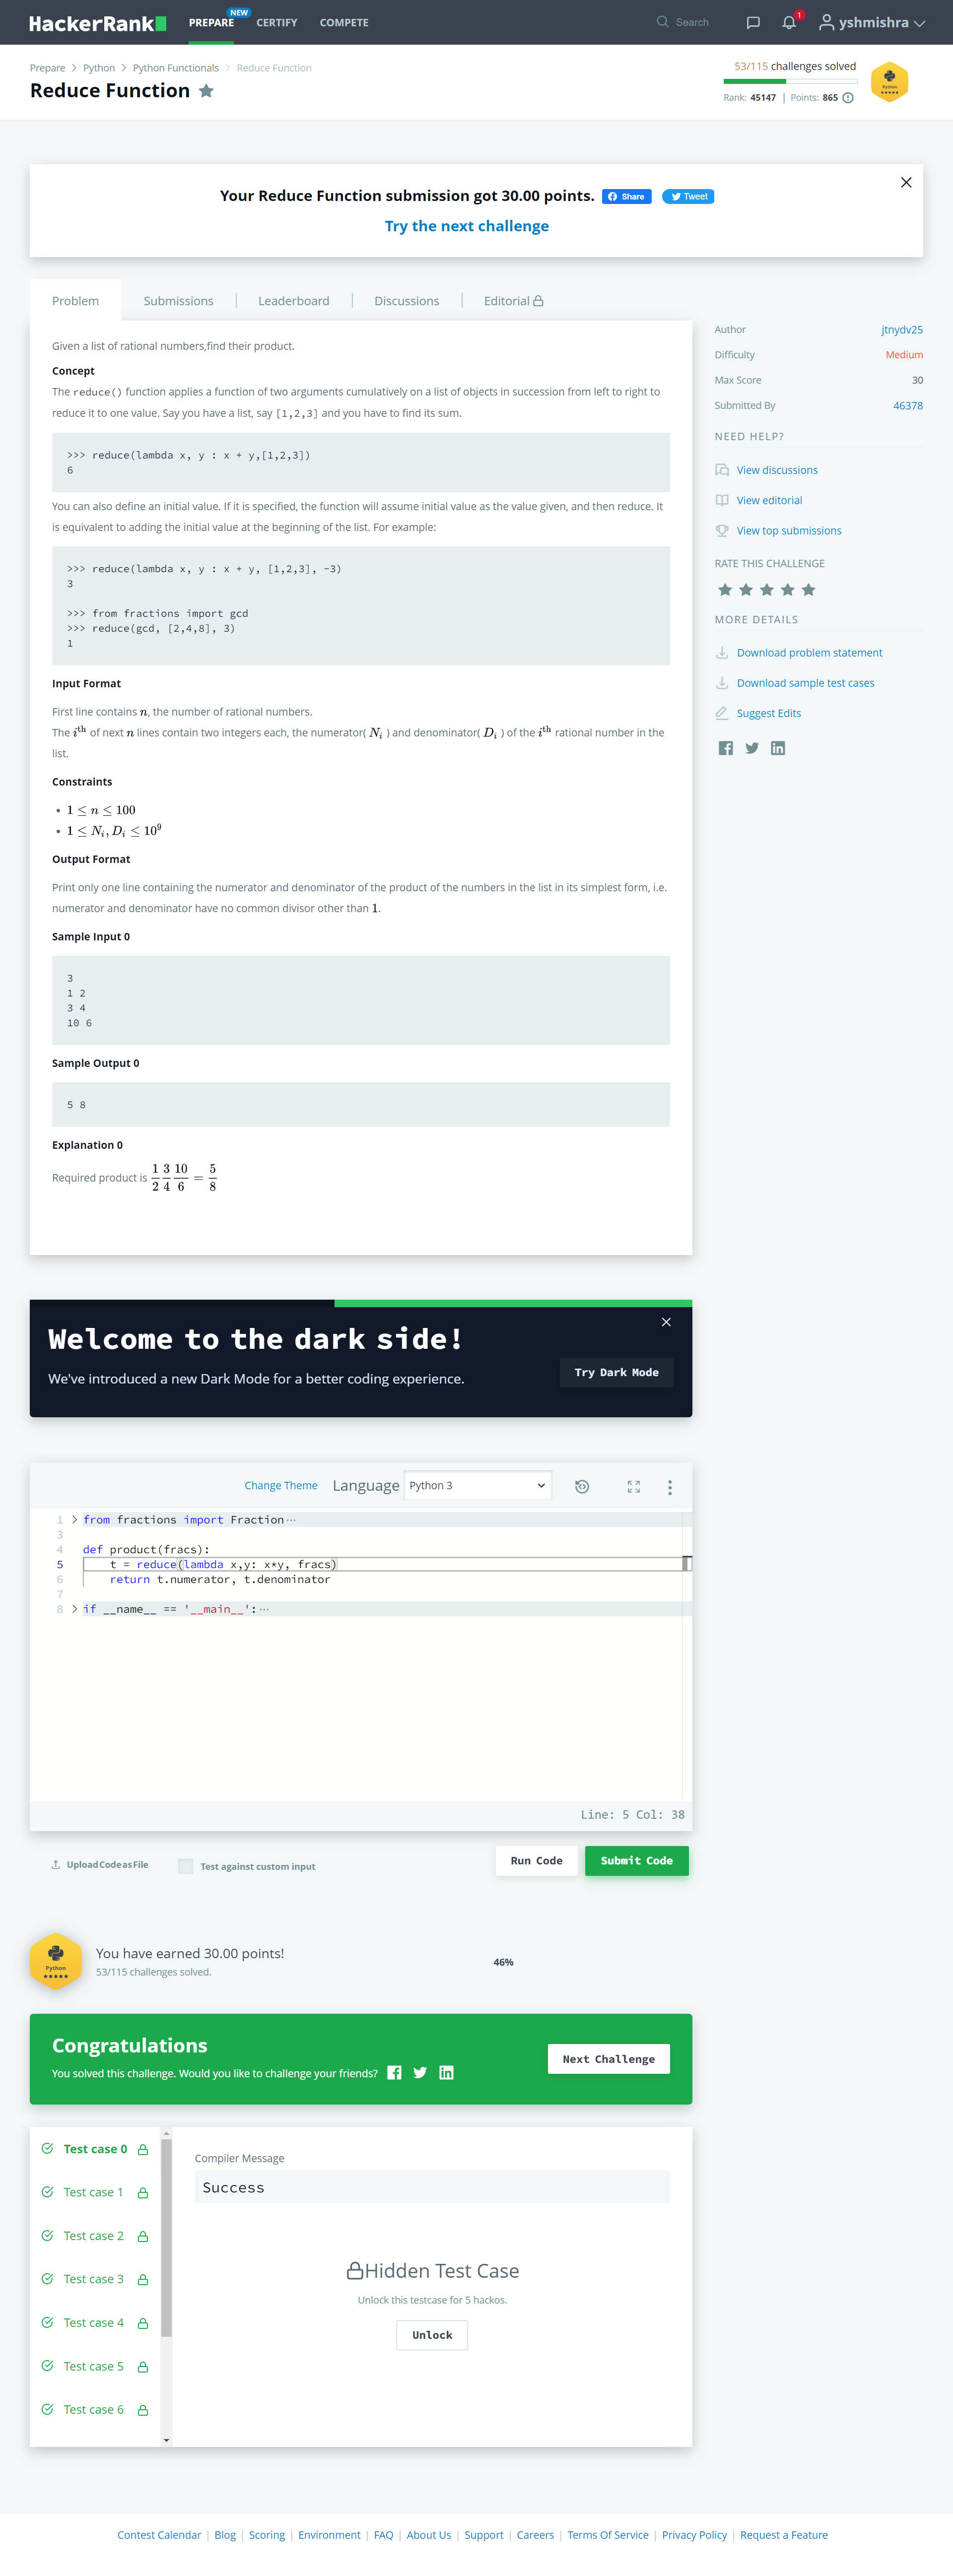 HackerRank PREPARE NEW CERTIFY COMPETE Search 1 yshmishra
Prepare > Python > Python Functionals > Reduce Function
Reduce Function
53/115 challenges solved
Rank: 45147 | Points: 865
Python
Your Reduce Function submission got 30.00 points. Share Tweet
Try the next challenge
Problem Submissions Leaderboard Discussions Editorial
Given a list of rational numbers,find their product.
Concept
The reduce() function applies a function of two arguments cumulatively on a list of objects in succession from left to right to
reduce it to one value. Say you have a list, say [1,2,3] and you have to find its sum.
>>> reduce(lambda x, y : x + y,[1,2,3])
6
You can also define an initial value. If it is specified, the function will assume initial value as the value given, and then reduce. It
is equivalent to adding the initial value at the beginning of the list. For example:
>>> reduce(lambda x, y : x + y, [1,2,3], -3)
3
>>> from fractions import gcd
>>> reduce(gcd, [2,4,8], 3)
1
Input Format
First line contains n, the number of rational numbers.
The iᵗʰ of next n lines contain two integers each, the numerator( Nᵢ ) and denominator( Dᵢ ) of the iᵗʰ rational number in the
list.
Constraints
• 1 ≤ n ≤ 100
• 1 ≤ Nᵢ, Dᵢ ≤ 10⁹
Output Format
Print only one line containing the numerator and denominator of the product of the numbers in the list in its simplest form, i.e.
numerator and denominator have no common divisor other than 1.
Sample Input 0
3
1 2
3 4
10 6
Sample Output 0
5 8
Explanation 0
Required product is 1/2 3/4 10/6 = 5/8
Author jtnydv25
Difficulty Medium
Max Score 30
Submitted By 46378
NEED HELP?
View discussions
View editorial
View top submissions
RATE THIS CHALLENGE
MORE DETAILS
Download problem statement
Download sample test cases
Suggest Edits
Welcome to the dark side!
We've introduced a new Dark Mode for a better coding experience.
Try Dark Mode
Change Theme Language Python 3
1 > from fractions import Fraction···
3
4 def product(fracs):
5 t = reduce(lambda x,y: x*y, fracs)
6 return t.numerator, t.denominator
7
8 > if __name__ == '__main__':···
Line: 5 Col: 38
Upload Code as File Test against custom input Run Code Submit Code
Python
You have earned 30.00 points!
53/115 challenges solved.
46%
Congratulations
You solved this challenge. Would you like to challenge your friends?
Next Challenge
Test case 0
Test case 1
Test case 2
Test case 3
Test case 4
Test case 5
Test case 6
Compiler Message
Success
Hidden Test Case
Unlock this testcase for 5 hackos.
Unlock
Contest Calendar | Blog | Scoring | Environment | FAQ | About Us | Support | Careers | Terms Of Service | Privacy Policy | Request a Feature